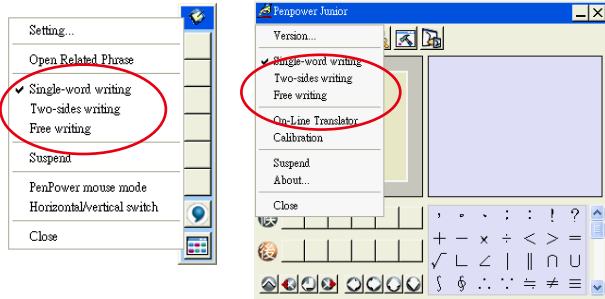 Setting...
Open Related Phrase
Single-word writing
Two-sides writing
Free writing
Suspend
PenPower mouse mode
Horizontal/vertical switch
Close
Penpower Junior
Version...
Single-word writing
Two-sides writing
Free writing
On-Line Translator
Calibration
Suspend
About...
Close
後
, 。 、 ; : ! ?
+ − × ÷ < > =
√ ∟ ∠ | ∥ ∩ ∪
∫ ∮ ∴ ∵ ≒ ≠ ≡